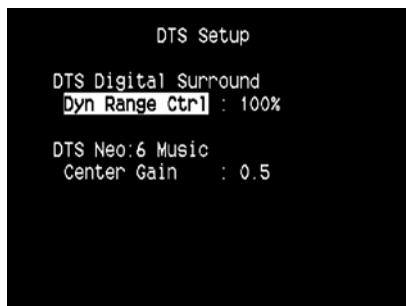 DTS Setup
DTS Digital Surround
Dyn Range Ctrl : 100%
DTS Neo:6 Music
Center Gain : 0.5